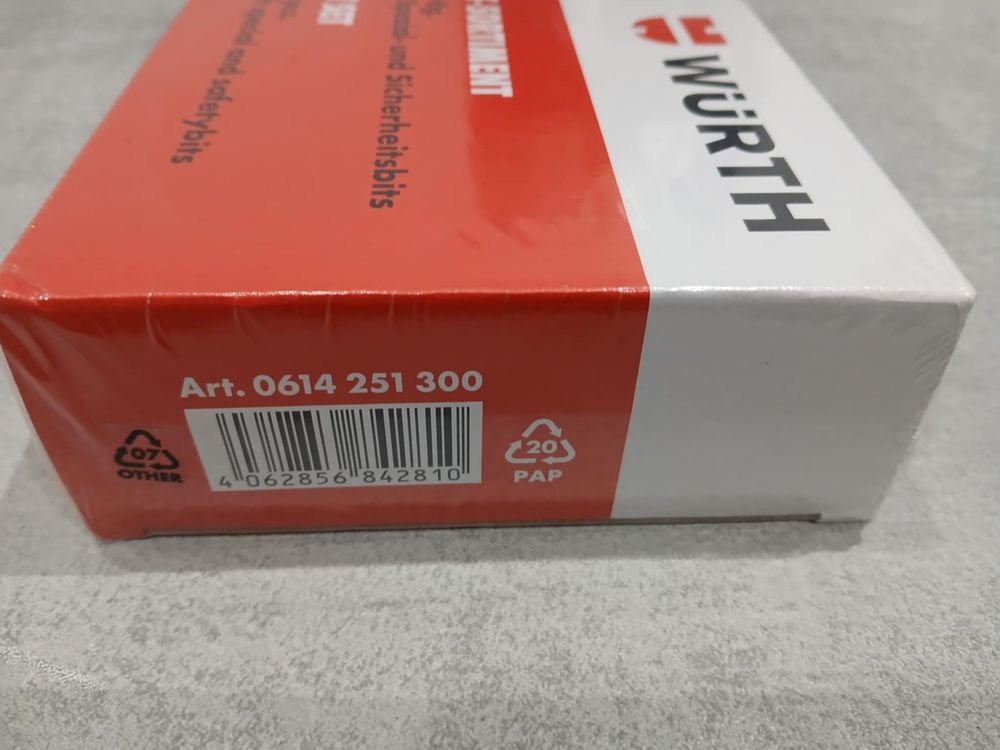 WÜRTH
-SORTIMENT
Spezial- und Sicherheitsbits
SET
special and safetybits
Art. 0614 251 300
4 062856 842810
07
OTHER
20
PAP